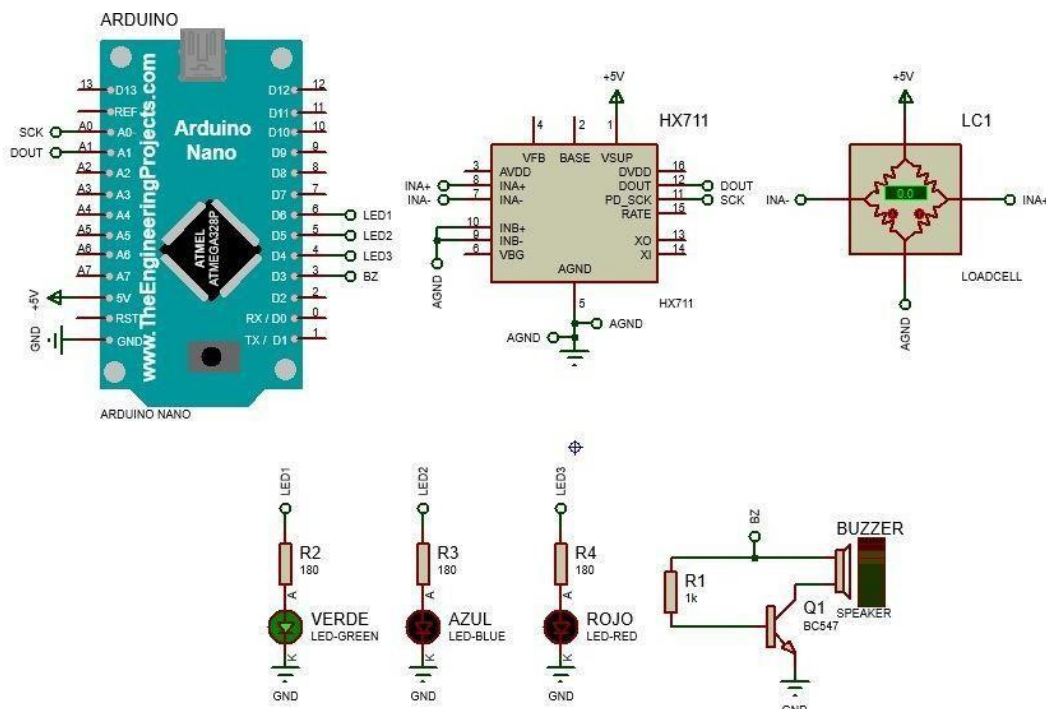 ARDUINO
www.TheEngineeringProjects.com
Arduino
Nano
ATMEL
ATMEGA328P
13 D13
REF
SCK A0 A0
DOUT A1 A1
A2 A2
A3 A3
A4 A4
A5 A5
A6 A6
A7 A7
+5V 5V
RST
GND GND
D12 12
D11 11
D10 10
D9 9
D8 8
D7 7
D6 6 LED1
D5 5 LED2
D4 4 LED3
D3 3 BZ
D2 2
RX / D0 0
TX / D1 1
ARDUINO NANO
+5V
HX711
4 2 1
VFB BASE VSUP
3 AVDD
INA+ 8 INA+
INA- 7 INA-
10 INB+
9 INB-
6 VBG
AGND
DVDD 16
DOUT 12 DOUT
PD_SCK 11 SCK
RATE 15
XO 13
XI 14
AGND
5
HX711
AGND
AGND
+5V
LC1
INA-
0.0
INA+
LOADCELL
AGND
LED1
R2
180
A
VERDE
LED-GREEN
K
GND
LED2
R3
180
A
AZUL
LED-BLUE
K
GND
LED3
R4
180
A
ROJO
LED-RED
K
GND
BZ
BUZZER
R1
1k
Q1
BC547
SPEAKER
GND